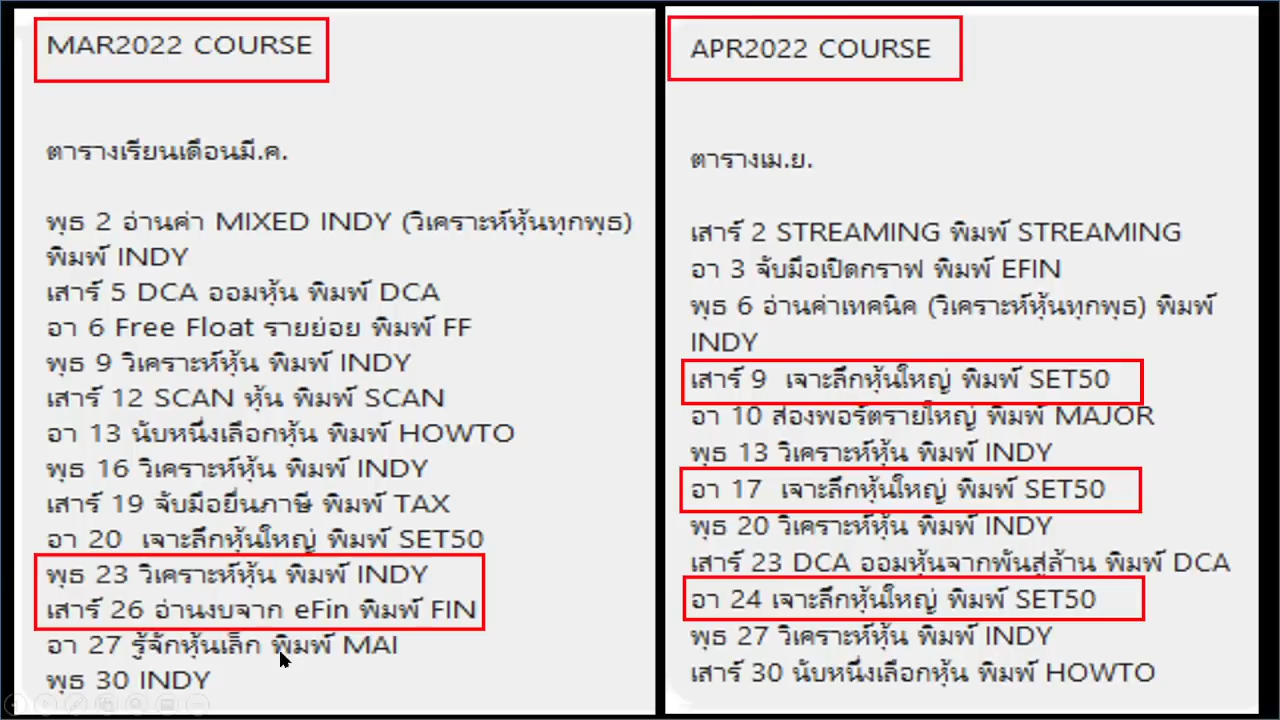 MAR2022 COURSE
ตารางเรียนเดือนมี.ค.
พุธ 2 อ่านค่า MIXED INDY (วิเคราะห์หุ้นทุกพุธ)
พิมพ์ INDY
เสาร์ 5 DCA ออมหุ้น พิมพ์ DCA
อา 6 Free Float รายย่อย พิมพ์ FF
พุธ 9 วิเคราะห์หุ้น พิมพ์ INDY
เสาร์ 12 SCAN หุ้น พิมพ์ SCAN
อา 13 นับหนึ่งเลือกหุ้น พิมพ์ HOWTO
พุธ 16 วิเคราะห์หุ้น พิมพ์ INDY
เสาร์ 19 จับมือยื่นภาษี พิมพ์ TAX
อา 20 เจาะลึกหุ้นใหญ่ พิมพ์ SET50
พุธ 23 วิเคราะห์หุ้น พิมพ์ INDY
เสาร์ 26 อ่านงบจาก eFin พิมพ์ FIN
อา 27 รู้จักหุ้นเล็ก พิมพ์ MAI
พุธ 30 INDY
APR2022 COURSE
ตารางเม.ย.
เสาร์ 2 STREAMING พิมพ์ STREAMING
อา 3 จับมือเปิดกราฟ พิมพ์ EFIN
พุธ 6 อ่านค่าเทคนิค (วิเคราะห์หุ้นทุกพุธ) พิมพ์
INDY
เสาร์ 9 เจาะลึกหุ้นใหญ่ พิมพ์ SET50
อา 10 ส่องพอร์ตรายใหญ่ พิมพ์ MAJOR
พุธ 13 วิเคราะห์หุ้น พิมพ์ INDY
อา 17 เจาะลึกหุ้นใหญ่ พิมพ์ SET50
พุธ 20 วิเคราะห์หุ้น พิมพ์ INDY
เสาร์ 23 DCA ออมหุ้นจากพันสู่ล้าน พิมพ์ DCA
อา 24 เจาะลึกหุ้นใหญ่ พิมพ์ SET50
พุธ 27 วิเคราะห์หุ้น พิมพ์ INDY
เสาร์ 30 นับหนึ่งเลือกหุ้น พิมพ์ HOWTO